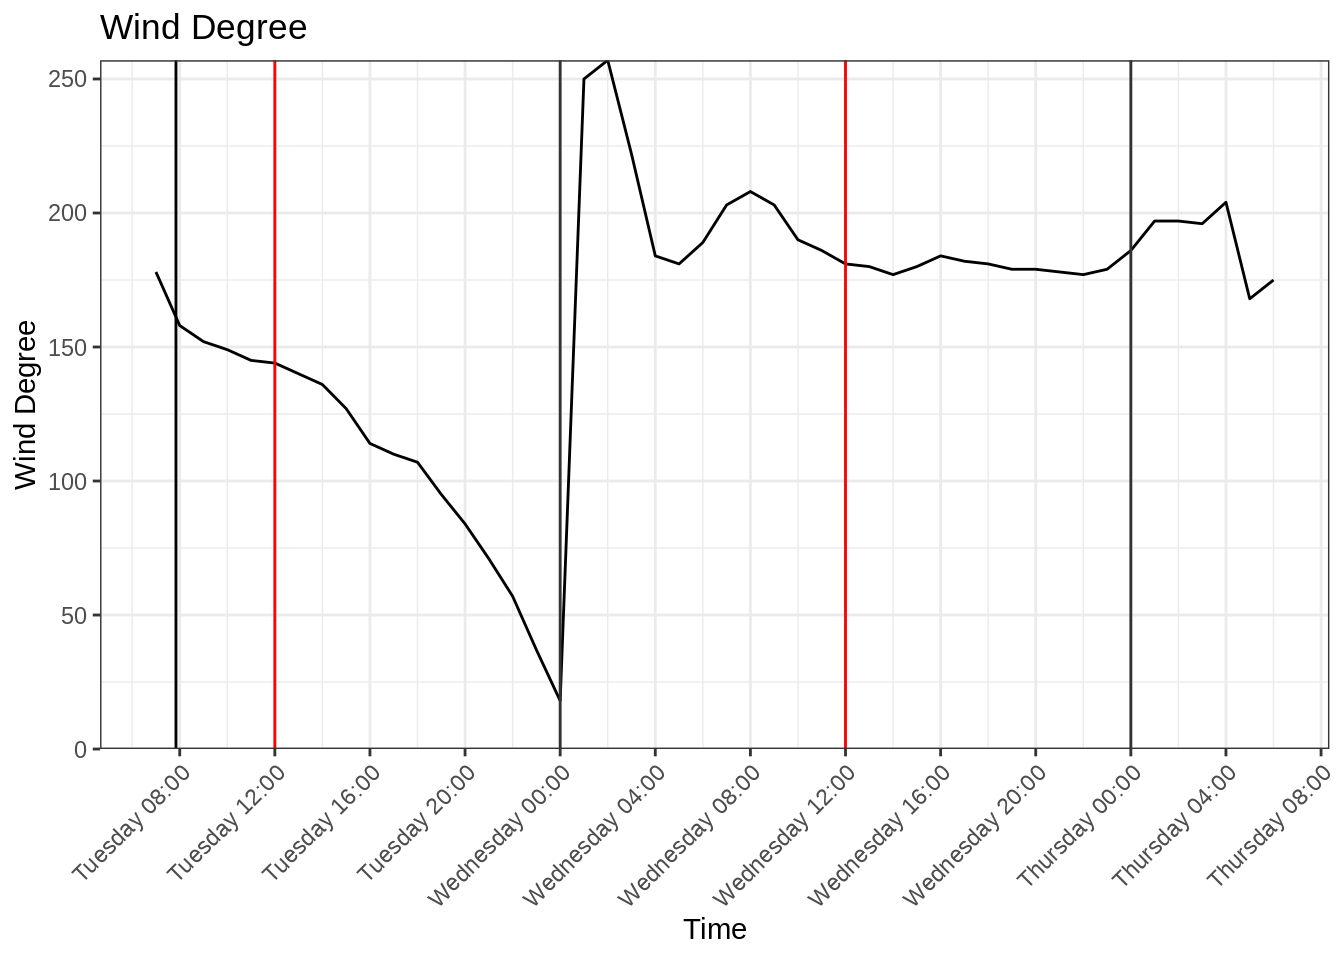 Wind Degree
Wind Degree
250
200
150
100
50
0
Tuesday 08:00
Tuesday 12:00
Tuesday 16:00
Tuesday 20:00
Wednesday 00:00
Wednesday 04:00
Wednesday 08:00
Wednesday 12:00
Wednesday 16:00
Wednesday 20:00
Thursday 00:00
Thursday 04:00
Thursday 08:00
Time